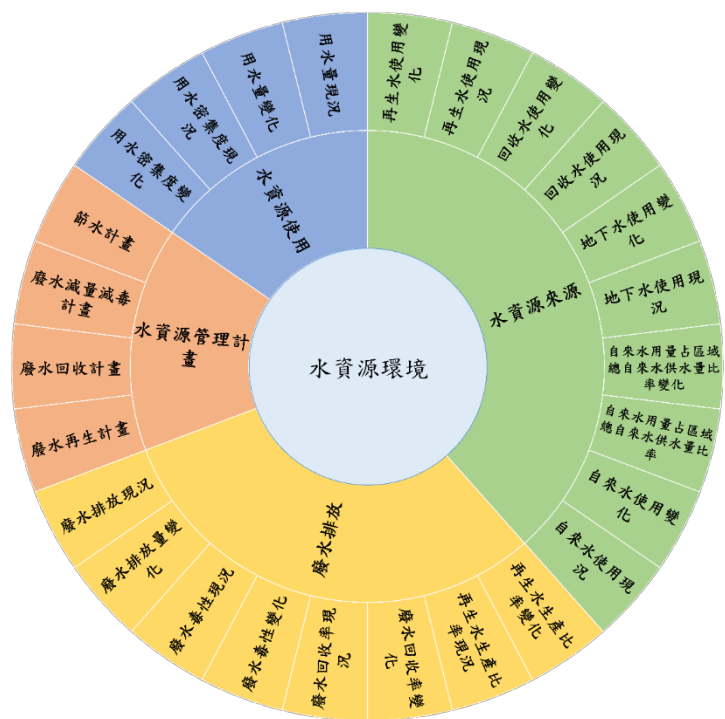 水資源環境
水資源來源
再生水使用變
化
再生水使用現
況
回收水使用變
化
回收水使用現
況
地下水使用變
化
地下水使用現
況
自來水用量占區域
總自來水供水量比
率變化
自來水用量占區域
總自來水供水量比
率
自來水使用變
化
自來水使用現
況
廢水排放
再生水生產比
率變化
再生水生產比
率現況
廢水回收率變
化
廢水回收率現
況
廢水毒性變化
廢水毒性現況
廢水排放量變
化
廢水排放現況
水資源管理計
畫
廢水再生計畫
廢水回收計畫
廢水減量減毒
計畫
節水計畫
水資源使用
用水密集度變
化
用水密集度現
況
用水量變化
用水量現況